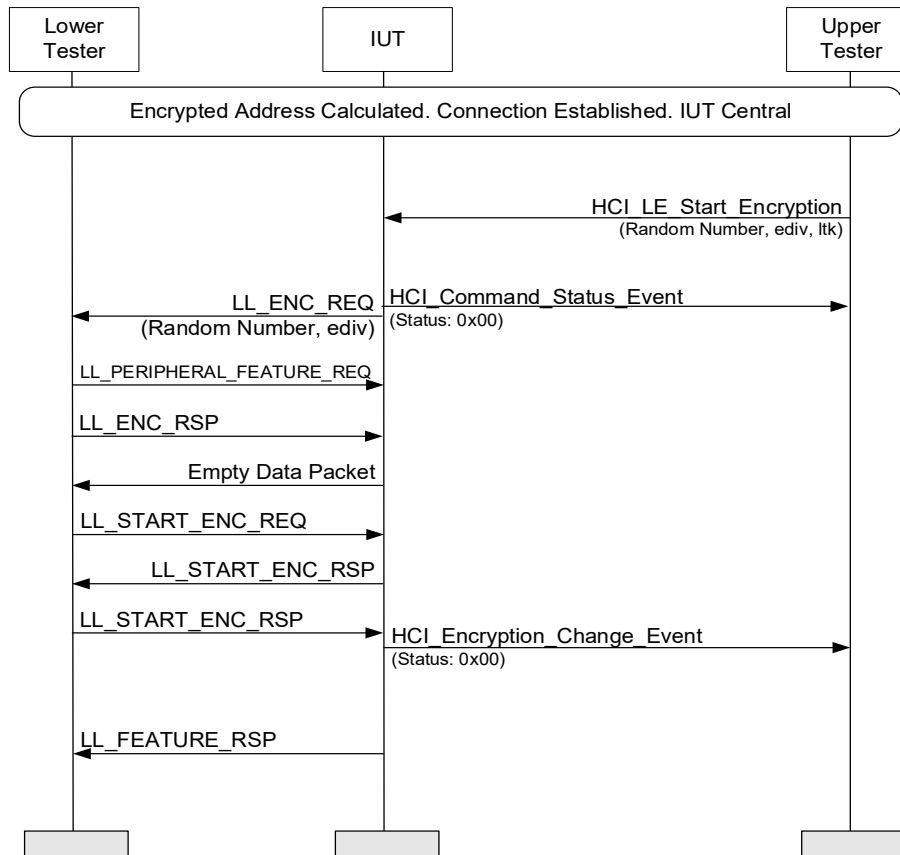 Lower
Tester
IUT
Upper
Tester
Encrypted Address Calculated. Connection Established. IUT Central
HCI_LE_Start_Encryption
(Random Number, ediv, ltk)
LL_ENC_REQ
(Random Number, ediv)
HCI_Command_Status_Event
(Status: 0x00)
LL_PERIPHERAL_FEATURE_REQ
LL_ENC_RSP
Empty Data Packet
LL_START_ENC_REQ
LL_START_ENC_RSP
LL_START_ENC_RSP
HCI_Encryption_Change_Event
(Status: 0x00)
LL_FEATURE_RSP